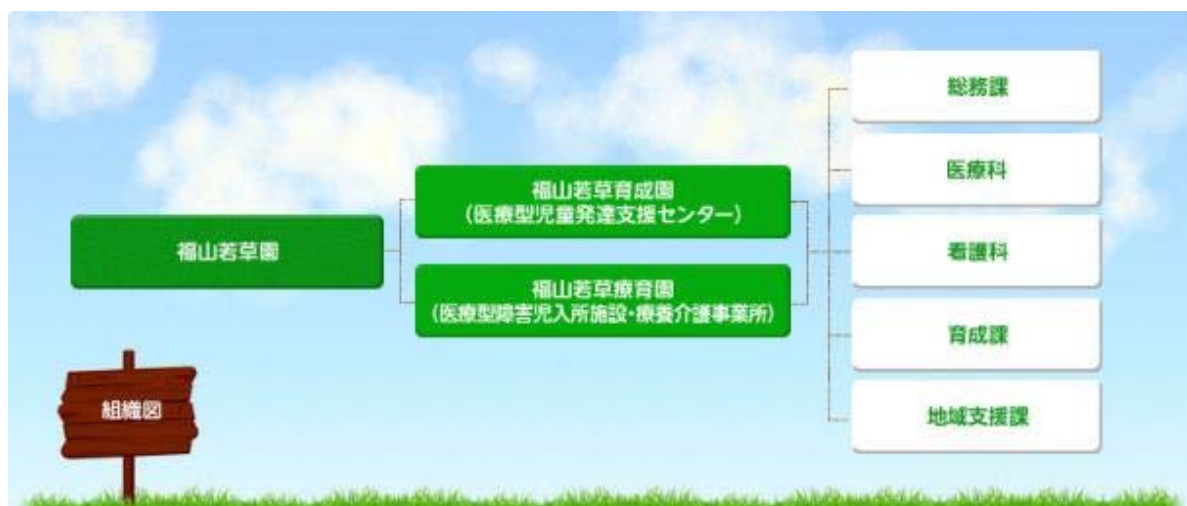 福山若草園
福山若草育成園
(医療型児童発達支援センター)
福山若草療育園
(医療型障害児入所施設・療養介護事業所)
総務課
医療科
看護科
育成課
地域支援課
組織図